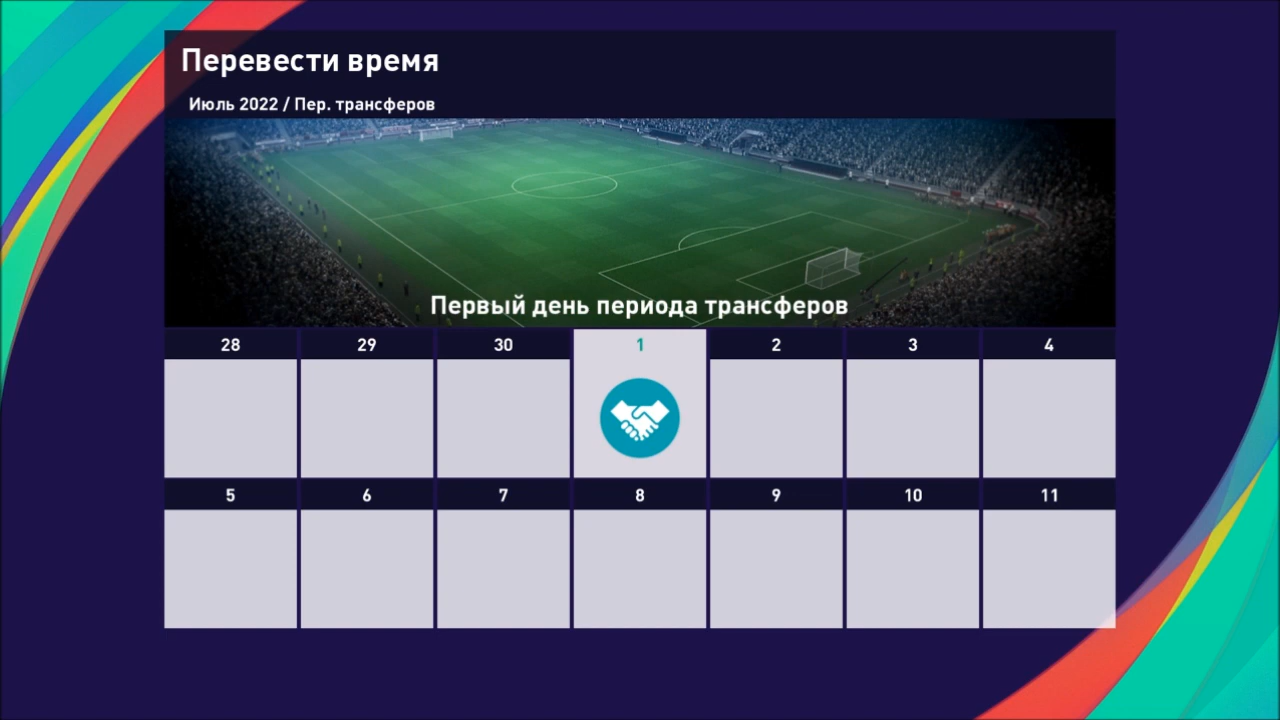 Перевести время
Июль 2022 / Пер. трансферов
Первый день периода трансферов
28 29 30 1 2 3 4
5 6 7 8 9 10 11